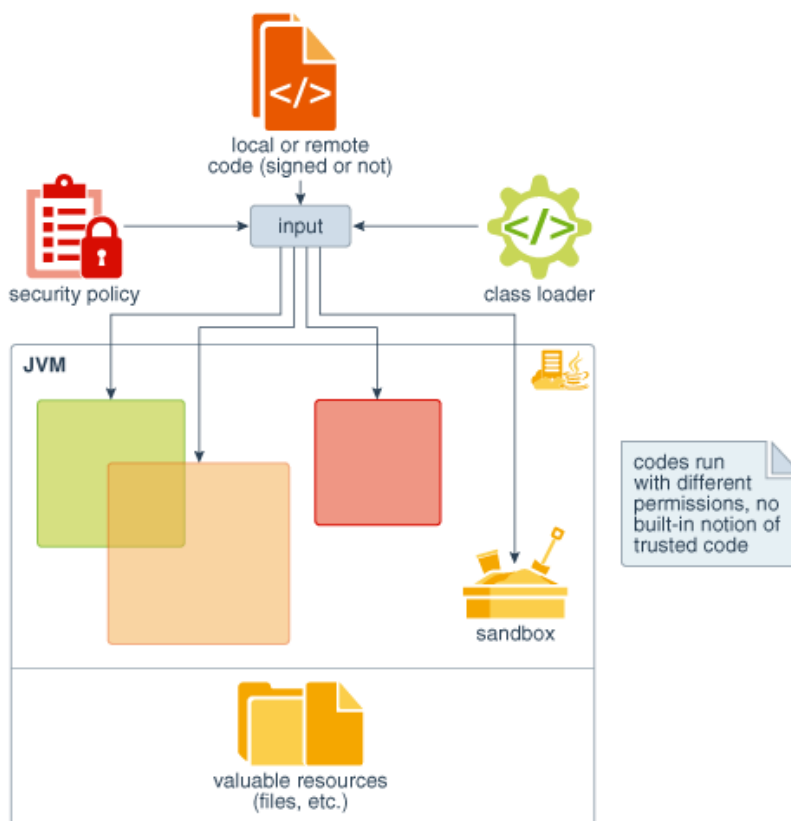 </>
local or remote
code (signed or not)
input
</>
security policy
class loader
JVM
codes run
with different
permissions, no
built-in notion of
trusted code
sandbox
valuable resources
(files, etc.)